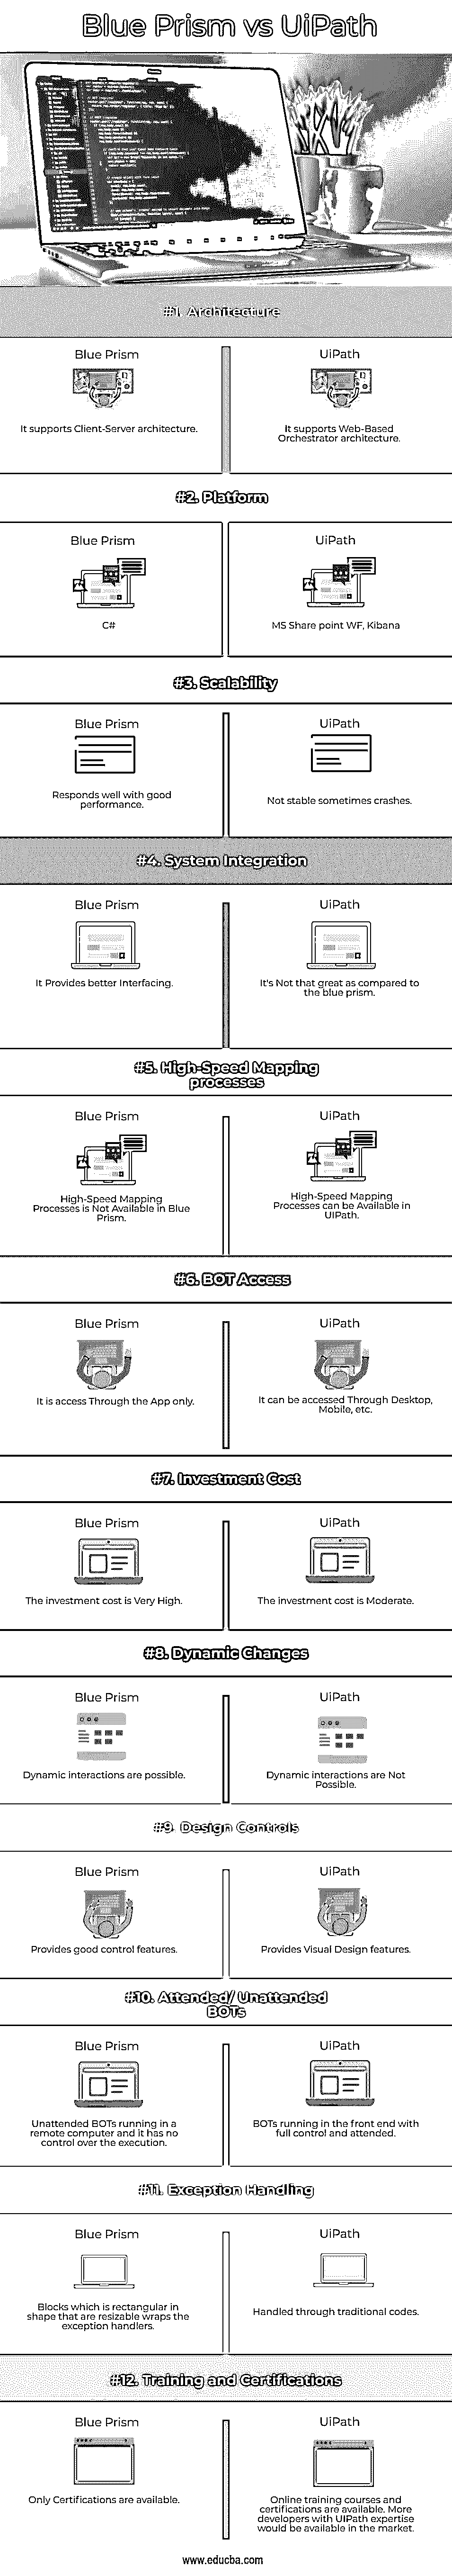 Blue Prism vs UiPath
#1. Architecture
Blue Prism
UiPath
It supports Client-Server architecture.
It supports Web-Based
Orchestrator architecture.
#2. Platform
Blue Prism
UiPath
C#
MS Share point WF, Kibana
#3. Scalability
Blue Prism
UiPath
Responds well with good
performance.
Not stable sometimes crashes.
#4. System Integration
Blue Prism
UiPath
It Provides better Interfacing.
It's Not that great as compared to
the blue prism.
#5. High-Speed Mapping
processes
Blue Prism
UiPath
High-Speed Mapping
Processes is Not Available in Blue
Prism.
High-Speed Mapping
Processes can be Available in
UIPath.
#6. BOT Access
Blue Prism
UiPath
It is access Through the App only.
It can be accessed Through Desktop,
Mobile, etc.
#7. Investment Cost
Blue Prism
UiPath
The investment cost is Very High.
The investment cost is Moderate.
#8. Dynamic Changes
Blue Prism
UiPath
Dynamic interactions are possible.
Dynamic interactions are Not
Possible.
#9. Design Controls
Blue Prism
UiPath
Provides good control features.
Provides Visual Design features.
#10. Attended/ Unattended
BOTs
Blue Prism
UiPath
Unattended BOTs running in a
remote computer and it has no
control over the execution.
BOTs running in the front end with
full control and attended.
#11. Exception Handling
Blue Prism
UiPath
Blocks which is rectangular in
shape that are resizable wraps the
exception handlers.
Handled through traditional codes.
#12. Training and Certifications
Blue Prism
UiPath
Only Certifications are available.
Online training courses and
certifications are available. More
developers with UiPath expertise
would be available in the market.
www.educba.com